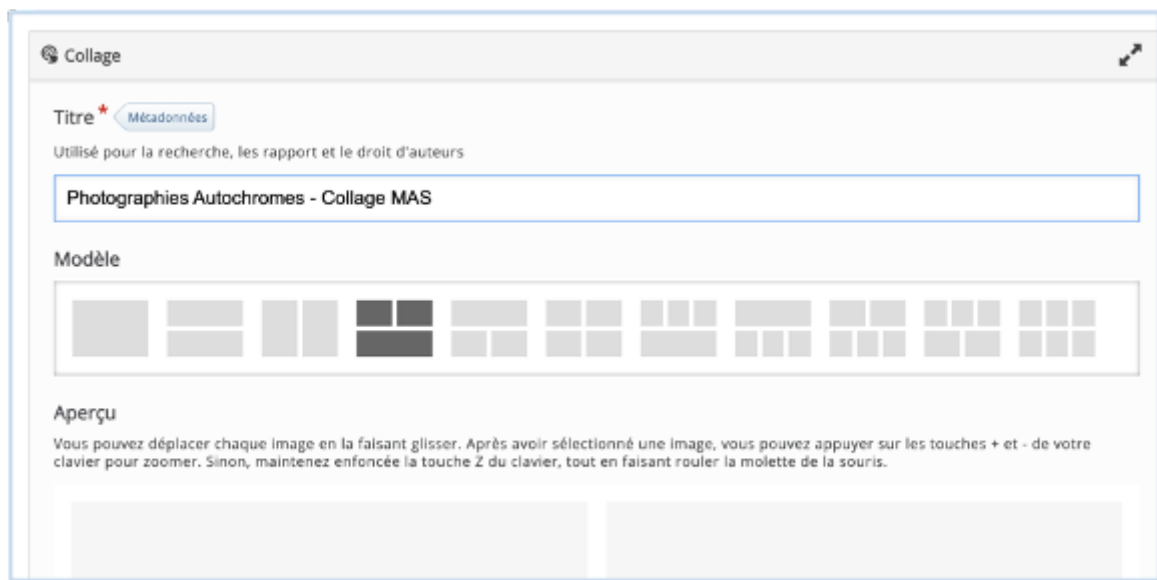 Collage
Titre * Métadonnées
Utilisé pour la recherche, les rapport et le droit d'auteurs
Photographies Autochromes - Collage MAS
Modèle
Aperçu
Vous pouvez déplacer chaque image en la faisant glisser. Après avoir sélectionné une image, vous pouvez appuyer sur les touches + et - de votre
clavier pour zoomer. Sinon, maintenez enfoncée la touche Z du clavier, tout en faisant rouler la molette de la souris.